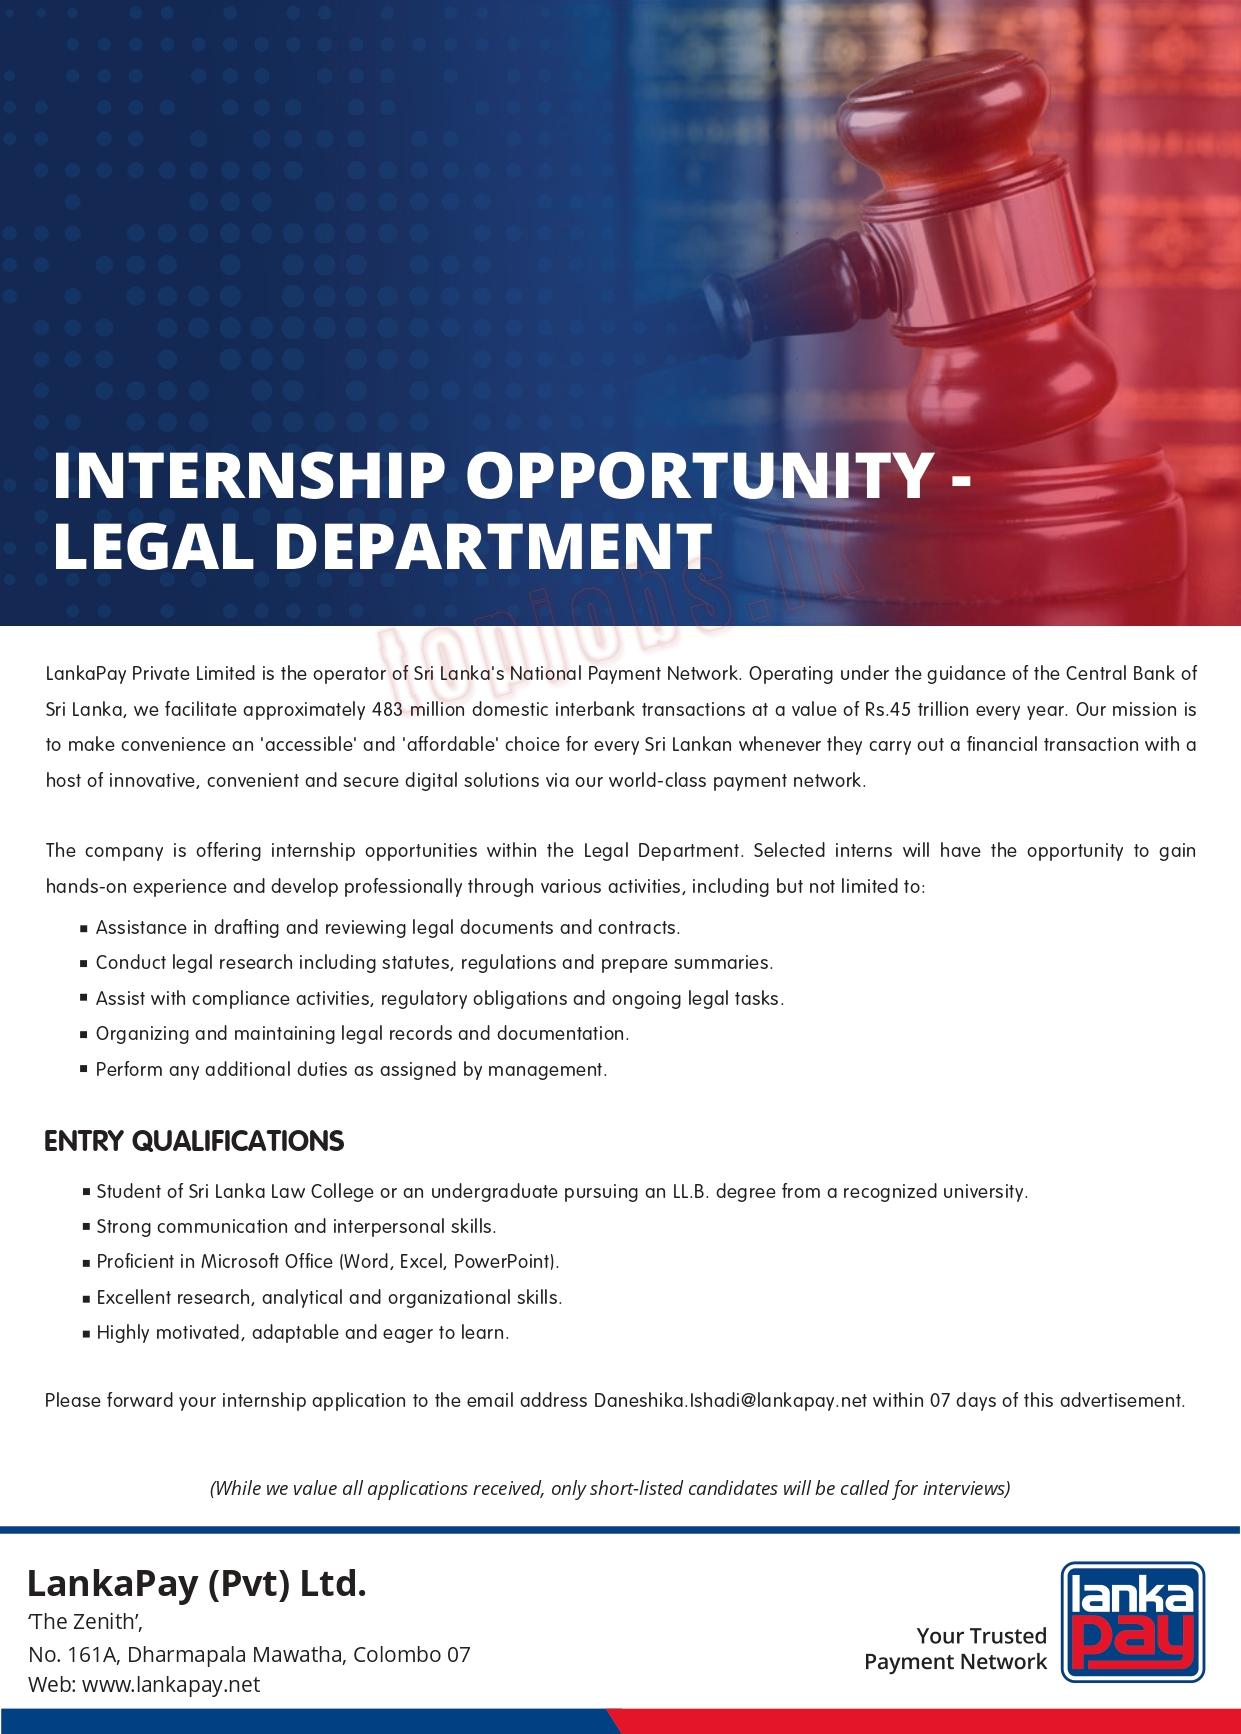 INTERNSHIP OPPORTUNITY -
LEGAL DEPARTMENT
topjobs.lk
LankaPay Private Limited is the operator of Sri Lanka's National Payment Network. Operating under the guidance of the Central Bank of
Sri Lanka, we facilitate approximately 483 million domestic interbank transactions at a value of Rs.45 trillion every year. Our mission is
to make convenience an 'accessible' and 'affordable' choice for every Sri Lankan whenever they carry out a financial transaction with a
host of innovative, convenient and secure digital solutions via our world-class payment network.
The company is offering internship opportunities within the Legal Department. Selected interns will have the opportunity to gain
hands-on experience and develop professionally through various activities, including but not limited to:
▪ Assistance in drafting and reviewing legal documents and contracts.
▪ Conduct legal research including statutes, regulations and prepare summaries.
▪ Assist with compliance activities, regulatory obligations and ongoing legal tasks.
▪ Organizing and maintaining legal records and documentation.
▪ Perform any additional duties as assigned by management.
ENTRY QUALIFICATIONS
▪ Student of Sri Lanka Law College or an undergraduate pursuing an LL.B. degree from a recognized university.
▪ Strong communication and interpersonal skills.
▪ Proficient in Microsoft Office (Word, Excel, PowerPoint).
▪ Excellent research, analytical and organizational skills.
▪ Highly motivated, adaptable and eager to learn.
Please forward your internship application to the email address Daneshika.Ishadi@lankapay.net within 07 days of this advertisement.
(While we value all applications received, only short-listed candidates will be called for interviews)
LankaPay (Pvt) Ltd.
‘The Zenith’,
No. 161A, Dharmapala Mawatha, Colombo 07
Web: www.lankapay.net
Your Trusted
Payment Network
lanka
pay